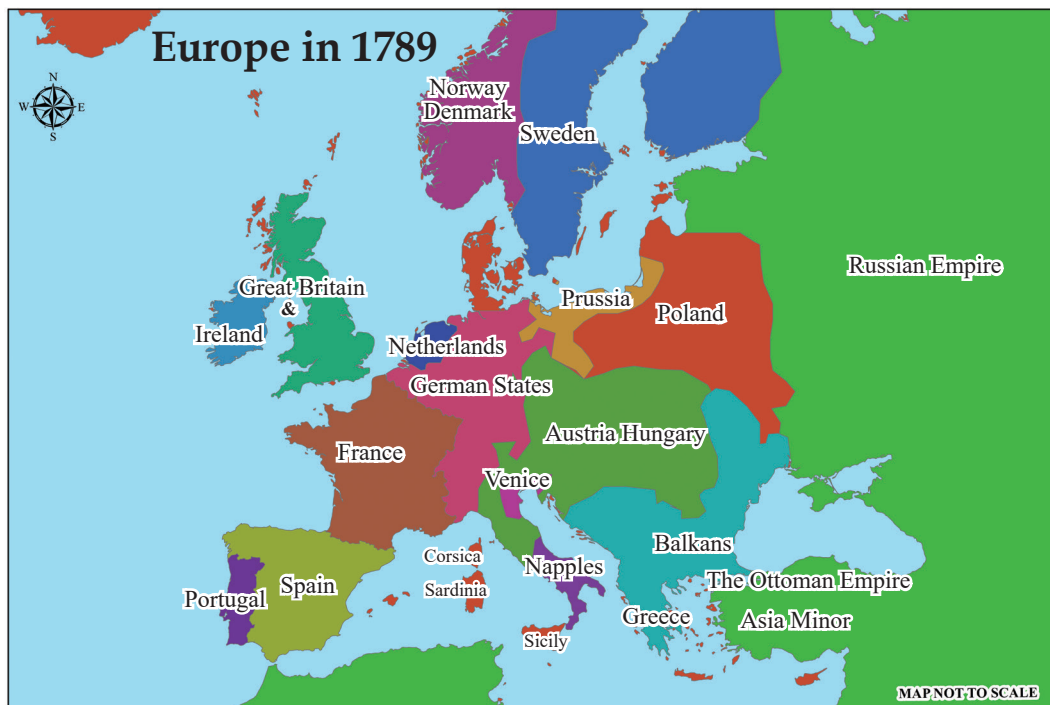 Europe in 1789
N
W
E
S
Norway
Denmark
Sweden
Russian Empire
Great Britain
&
Ireland
Prussia
Poland
Netherlands
German States
Austria Hungary
France
Venice
Balkans
Corsica
Napples
Sardinia
The Ottoman Empire
Spain
Portugal
Greece
Asia Minor
Sicily
MAP NOT TO SCALE